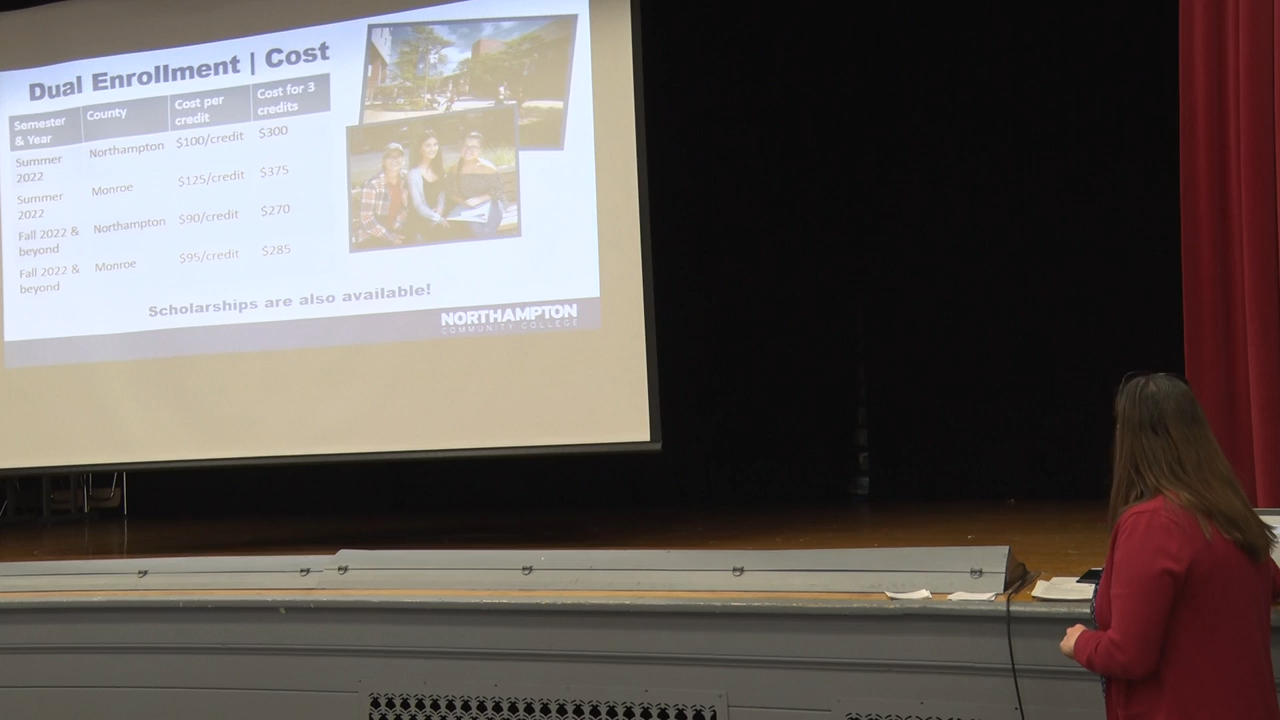 Dual Enrollment | Cost
Semester & Year County Cost per credit Cost for 3 credits
Summer 2022 Northampton $100/credit $300
Summer 2022 Monroe $125/credit $375
Fall 2022 & beyond Northampton $90/credit $270
Fall 2022 & beyond Monroe $95/credit $285
Scholarships are also available!
NORTHAMPTON
COMMUNITY COLLEGE